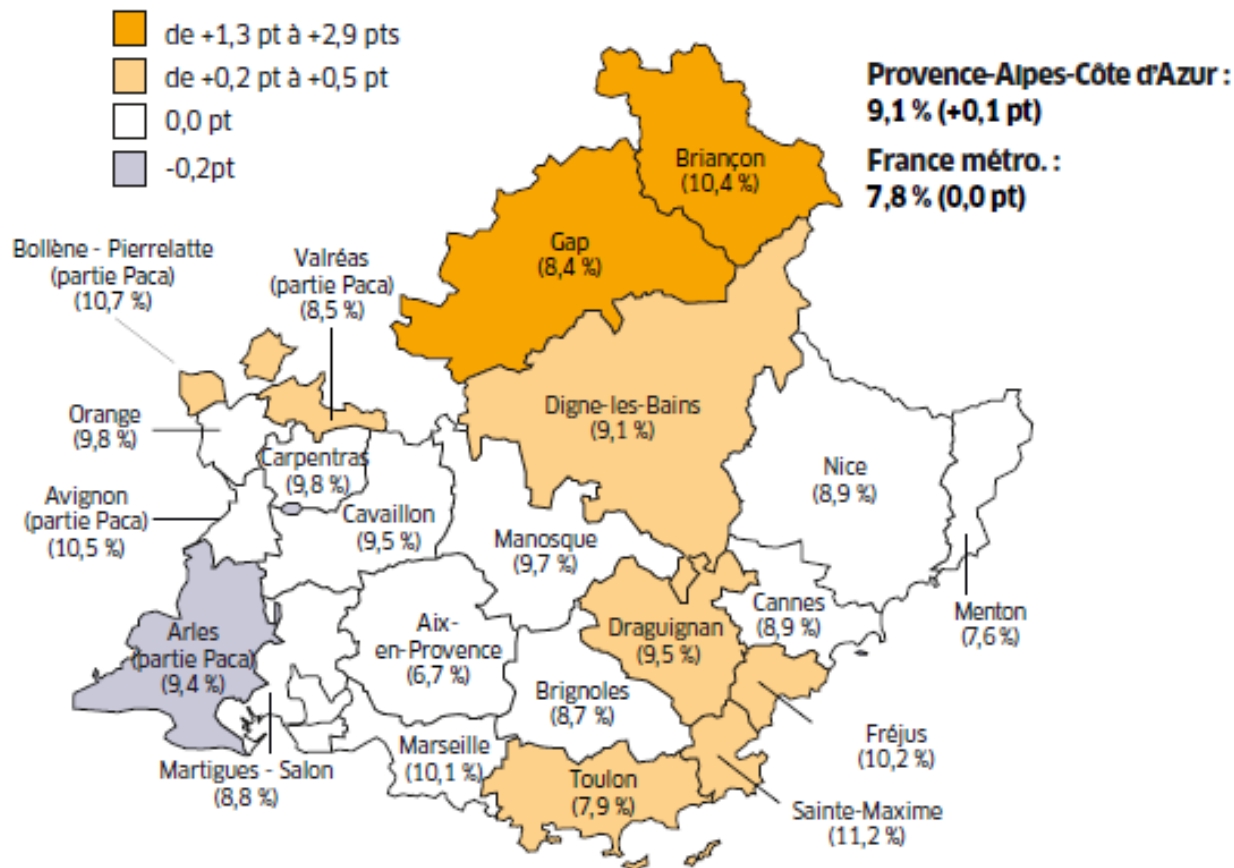 de +1,3 pt à +2,9 pts
de +0,2 pt à +0,5 pt
0,0 pt
-0,2pt
Provence-Alpes-Côte d'Azur :
9,1 % (+0,1 pt)
France métro. :
7,8 % (0,0 pt)
Briançon
(10,4 %)
Gap
(8,4 %)
Bollène - Pierrelatte
(partie Paca)
(10,7 %)
Valréas
(partie Paca)
(8,5 %)
Orange
(9,8 %)
Digne-les-Bains
(9,1 %)
Carpentras
(9,8 %)
Nice
(8,9 %)
Avignon
(partie Paca)
(10,5 %)
Cavaillon
(9,5 %)
Manosque
(9,7 %)
Cannes
(8,9 %)
Menton
(7,6 %)
Arles
(partie Paca)
(9,4 %)
Aix-
en-Provence
(6,7 %)
Draguignan
(9,5 %)
Brignoles
(8,7 %)
Fréjus
(10,2 %)
Martigues - Salon
(8,8 %)
Marseille
(10,1 %)
Toulon
(7,9 %)
Sainte-Maxime
(11,2 %)